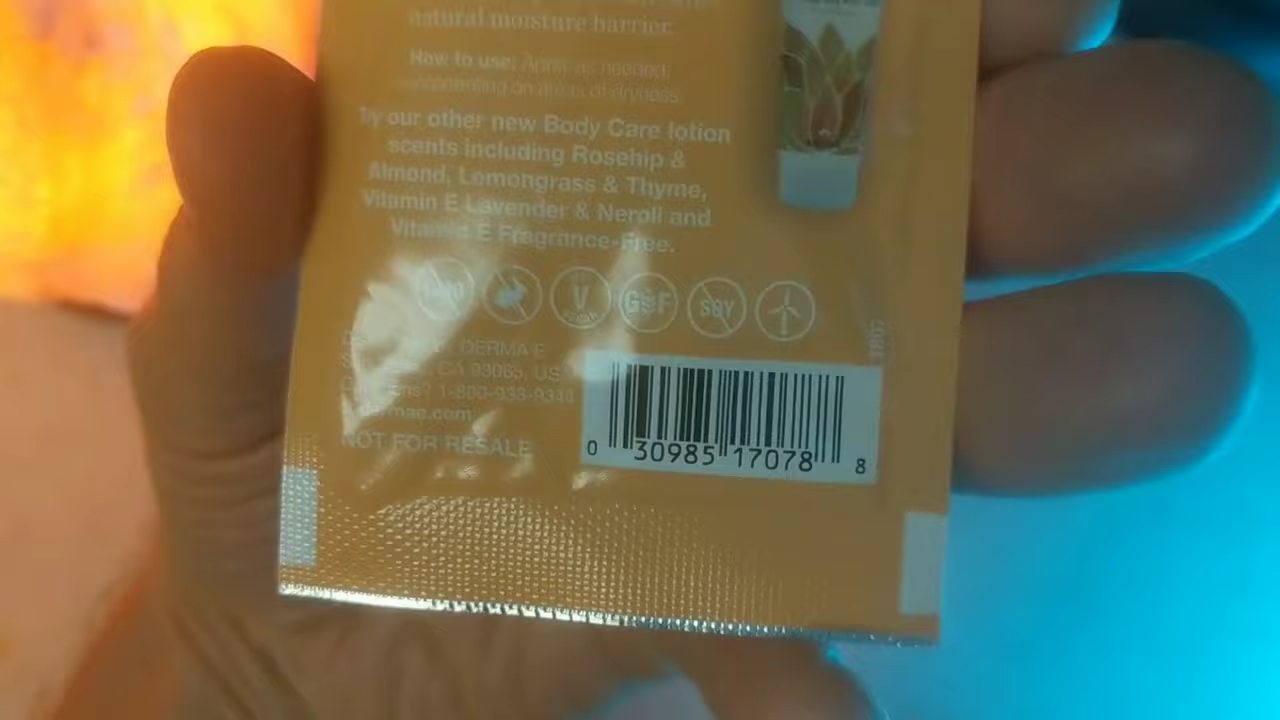 natural moisture barrier.
How to use: Apply as needed,
concentrating on areas of dryness.
Try our other new Body Care lotion
scents including Rosehip &
Almond, Lemongrass & Thyme,
Vitamin E Lavender & Neroli and
Vitamin E Fragrance-Free.
V
G F
SOY
DERMA E
CA 93065, US
1-800-933-9344
dermae.com
NOT FOR RESALE
0 30985 17078 8